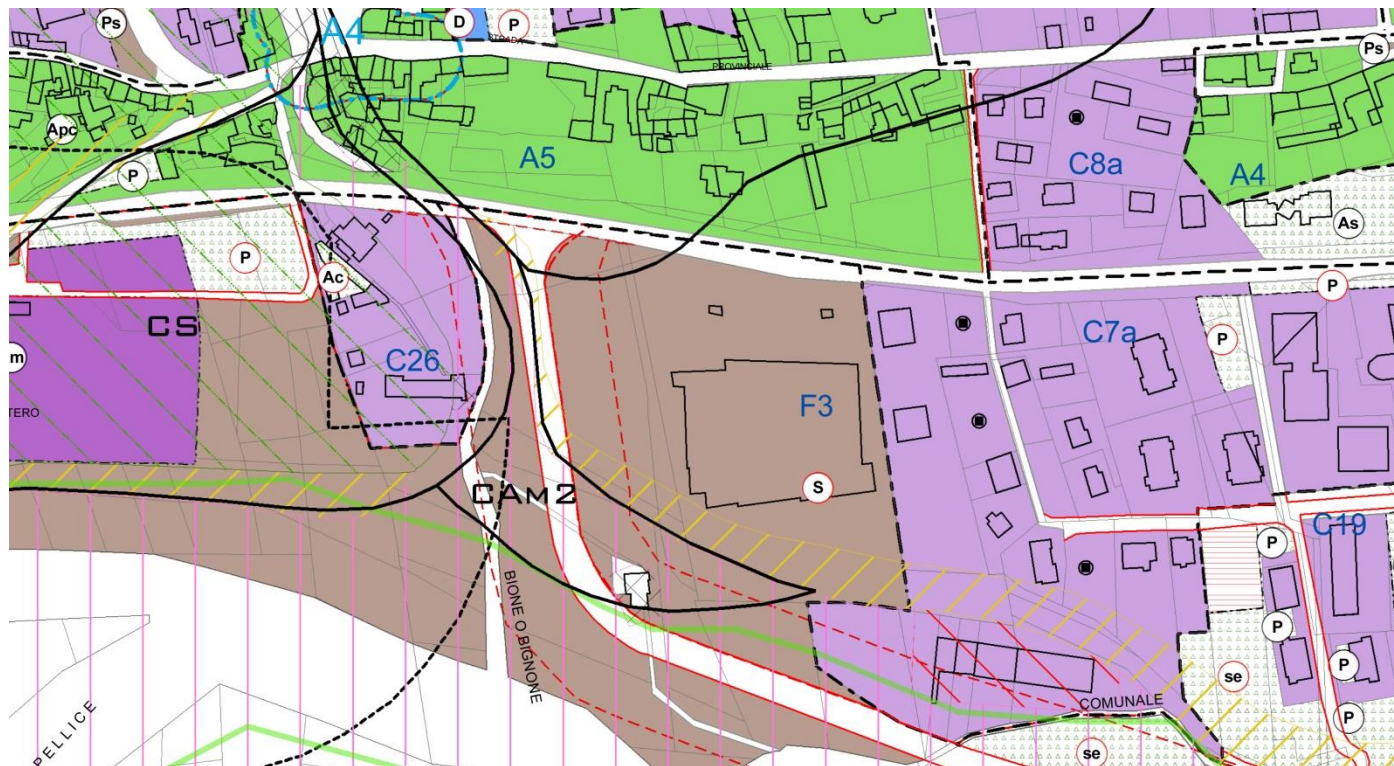 Ps
A4
D
STRADA
P
PROVINCIALE
Ps
Apc
P
A5
C8a
A4
As
P
Ac
P
CS
m
C26
C7a
P
F3
TERO
S
CAm2
C19
P
BIONE O BIGNONE
P
P
se
P
COMUNALE
se
PELLICE